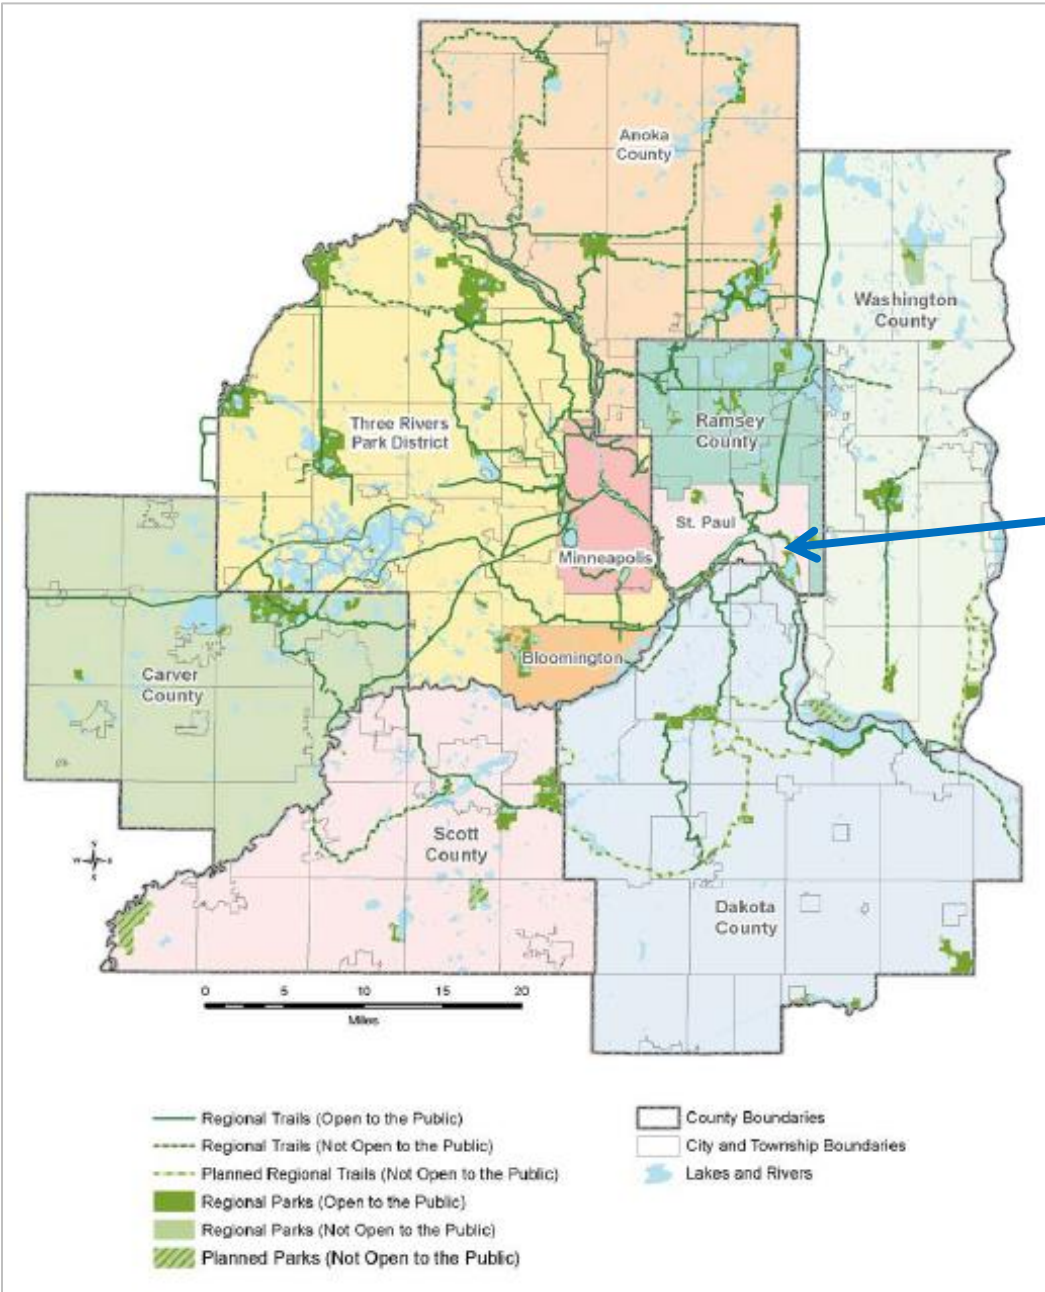 Anoka
County
Washington
County
Three Rivers
Park District
Ramsey
County
St. Paul
Minneapolis
Bloomington
Carver
County
Scott
County
Dakota
County
N
W
E
S
0 5 10 15 20
Miles
Regional Trails (Open to the Public)
Regional Trails (Not Open to the Public)
Planned Regional Trails (Not Open to the Public)
Regional Parks (Open to the Public)
Regional Parks (Not Open to the Public)
Planned Parks (Not Open to the Public)
County Boundaries
City and Township Boundaries
Lakes and Rivers